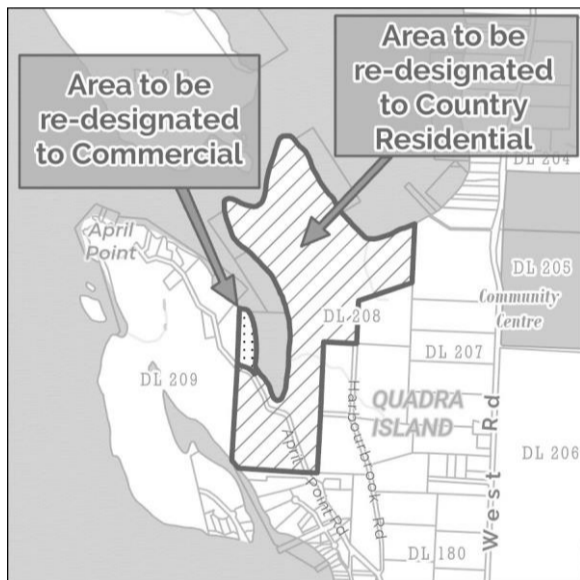 Area to be
re-designated
to Commercial
Area to be
re-designated
to Country
Residential
DL 204
April
Point
DL 205
Community
Centre
DL 208
DL 207
DL 209
QUADRA
ISLAND
Harbourbrook Rd
West Rd
DL 206
April Point Rd
DL 180